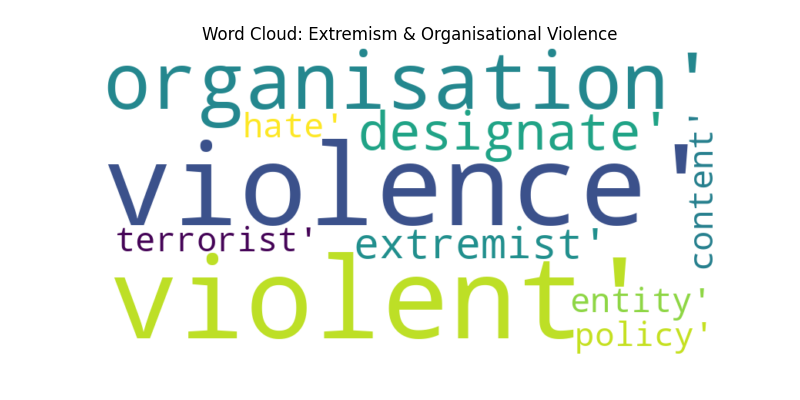 Word Cloud: Extremism & Organisational Violence
organisation'
hate'
designate'
content'
violence'
terrorist'
extremist'
violent'
entity'
policy'